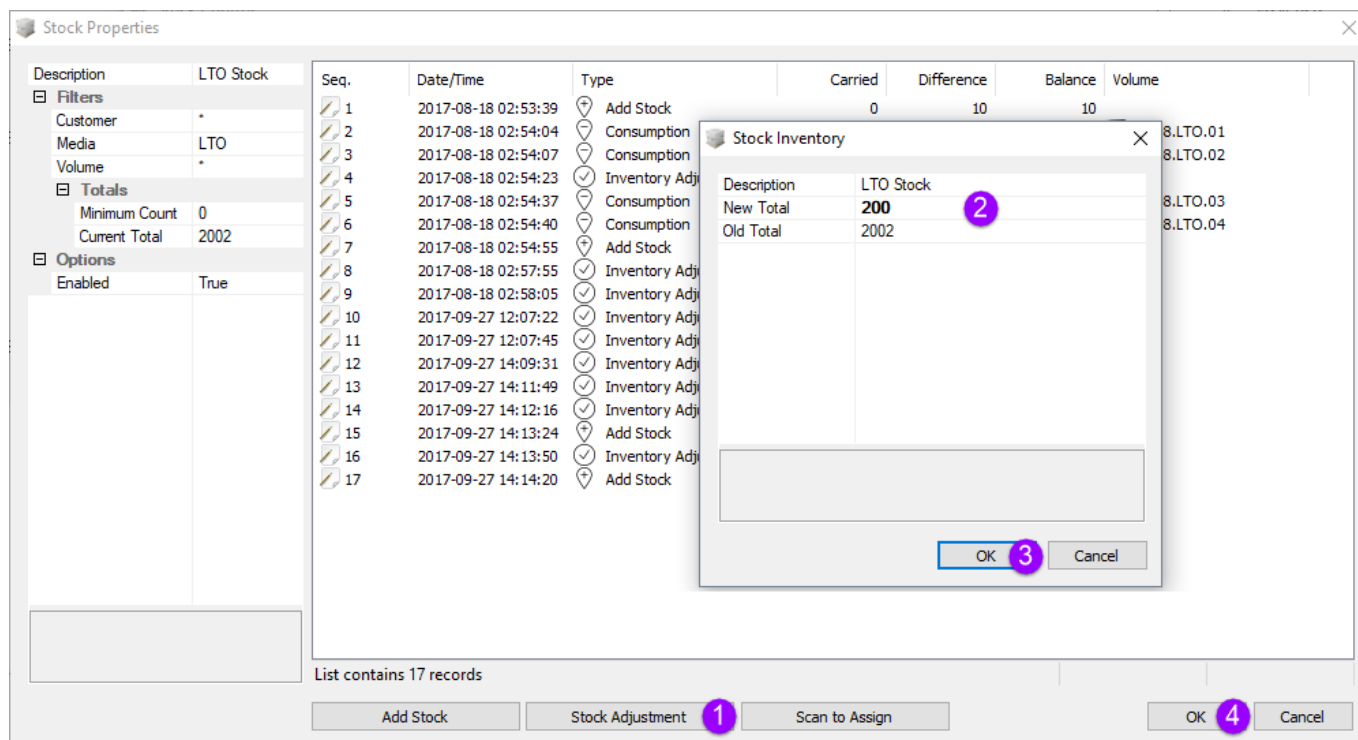 Stock Properties
Description LTO Stock
Filters
Customer *
Media LTO
Volume *
Totals
Minimum Count 0
Current Total 2002
Options
Enabled True
Seq. Date/Time Type Carried Difference Balance Volume
1 2017-08-18 02:53:39 Add Stock 0 10 10
2 2017-08-18 02:54:04 Consumption 8.LTO.01
3 2017-08-18 02:54:07 Consumption 8.LTO.02
4 2017-08-18 02:54:23 Inventory Adj
5 2017-08-18 02:54:37 Consumption 8.LTO.03
6 2017-08-18 02:54:40 Consumption 8.LTO.04
7 2017-08-18 02:54:55 Add Stock
8 2017-08-18 02:57:55 Inventory Adj
9 2017-08-18 02:58:05 Inventory Adj
10 2017-09-27 12:07:22 Inventory Adj
11 2017-09-27 12:07:45 Inventory Adj
12 2017-09-27 14:09:31 Inventory Adj
13 2017-09-27 14:11:49 Inventory Adj
14 2017-09-27 14:12:16 Inventory Adj
15 2017-09-27 14:13:24 Add Stock
16 2017-09-27 14:13:50 Inventory Adj
17 2017-09-27 14:14:20 Add Stock
Stock Inventory
Description LTO Stock
New Total 200 2
Old Total 2002
OK 3 Cancel
List contains 17 records
Add Stock Stock Adjustment 1 Scan to Assign OK 4 Cancel